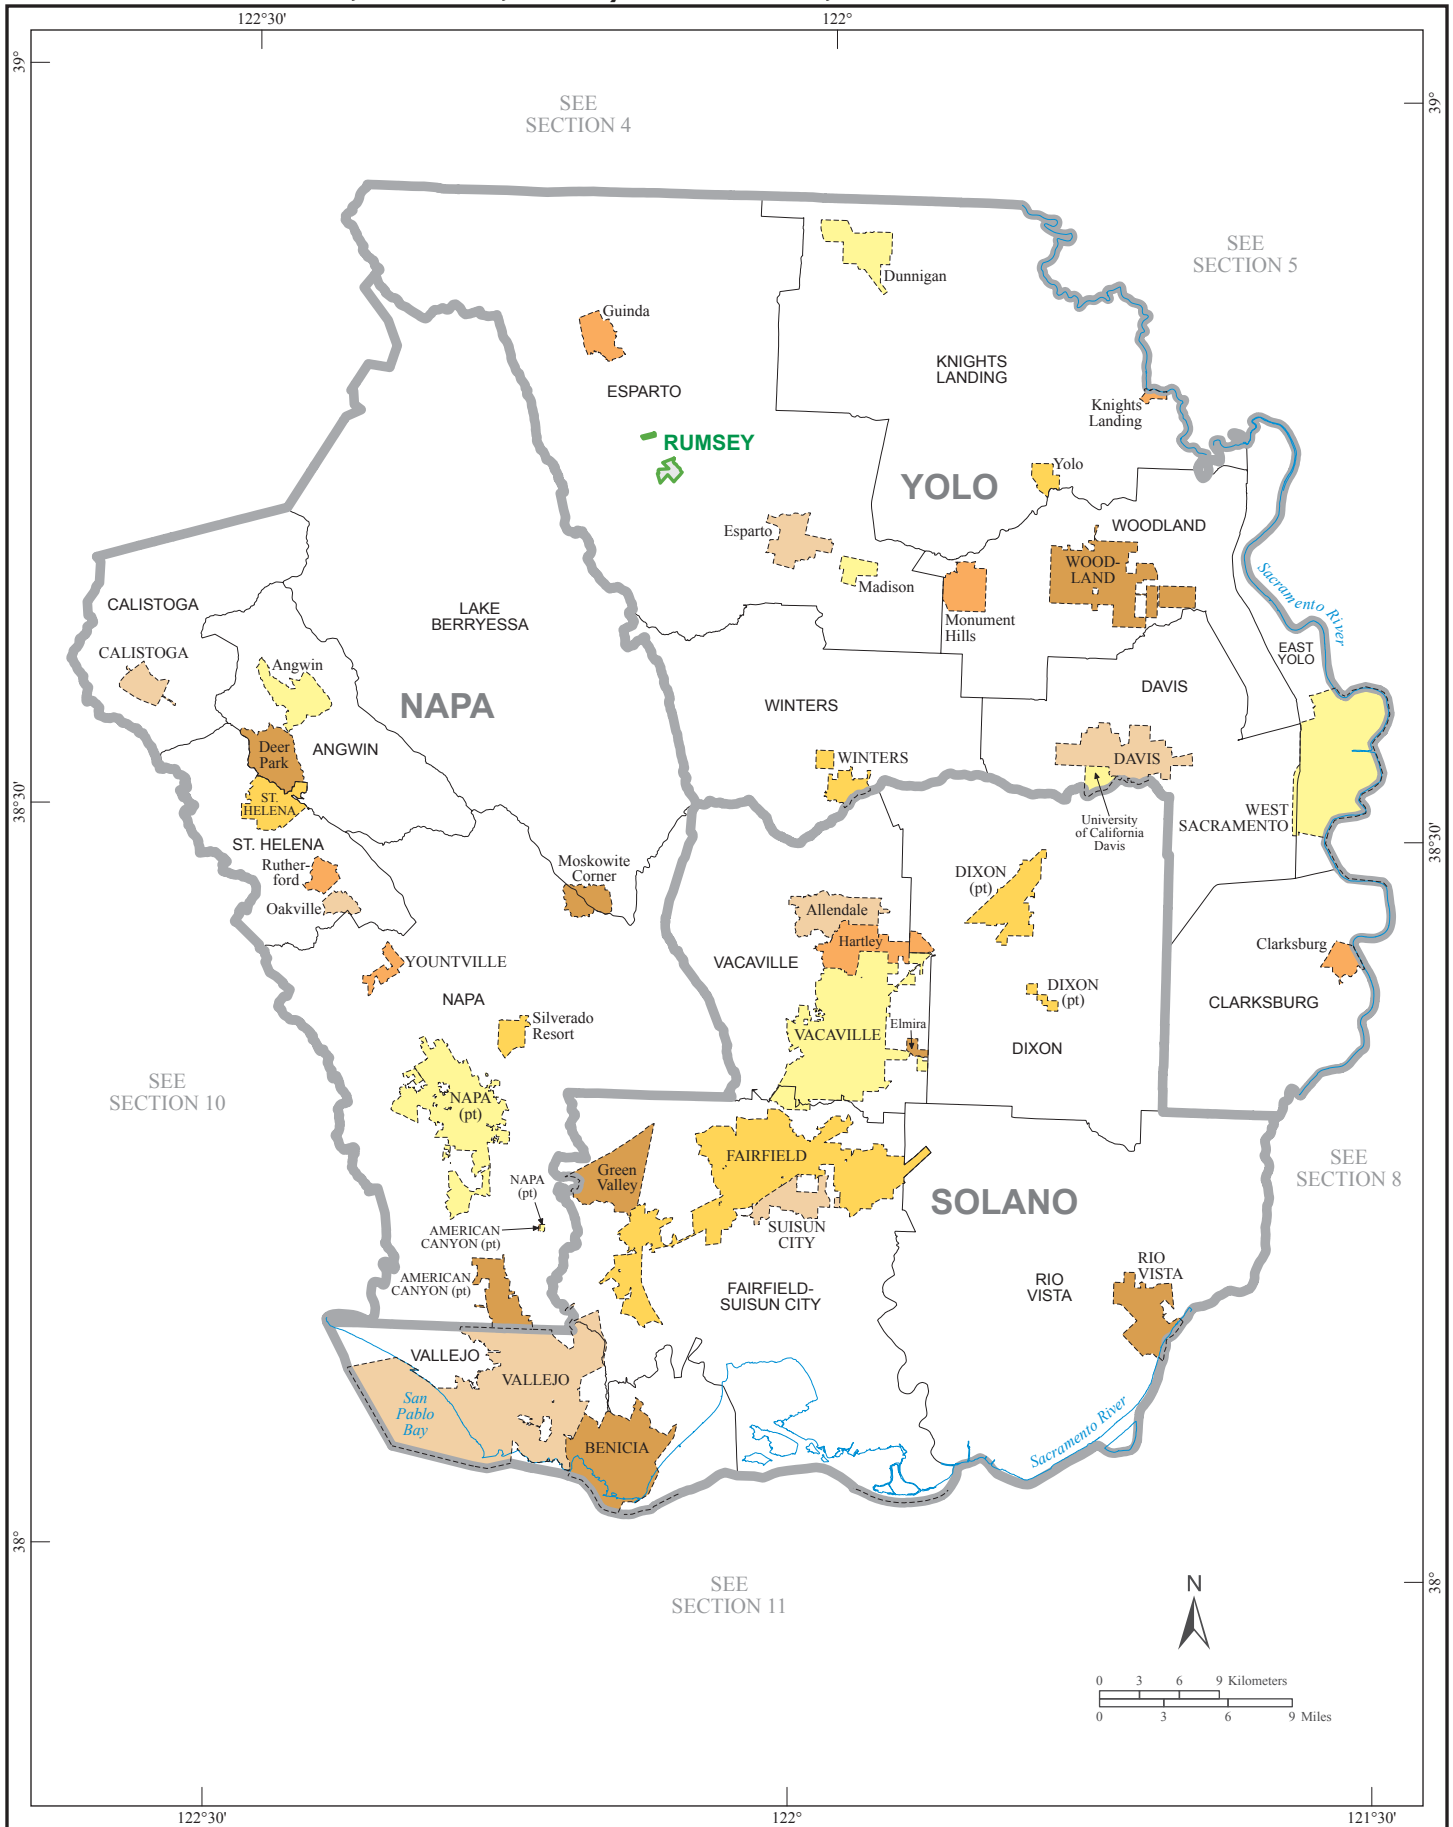 122°30'
122°
39°
39°
SEE
SECTION 4
SEE
SECTION 5
Dunnigan
Guinda
KNIGHTS
LANDING
ESPARTO
Knights
Landing
RUMSEY
Yolo
YOLO
WOODLAND
Esparto
WOOD-
LAND
Madison
Sacramento River
Monument
Hills
CALISTOGA
LAKE
BERRYESSA
EAST
YOLO
CALISTOGA
Angwin
DAVIS
NAPA
WINTERS
Deer
Park
ANGWIN
WINTERS
DAVIS
38°30'
ST.
HELENA
WEST
SACRAMENTO
University
of California
Davis
38°30'
ST. HELENA
Ruther-
ford
Moskowite
Corner
DIXON
(pt)
Oakville
Allendale
Hartley
Clarksburg
YOUNTVILLE
VACAVILLE
NAPA
DIXON
(pt)
CLARKSBURG
Silverado
Resort
Elmira
VACAVILLE
DIXON
SEE
SECTION 10
NAPA
(pt)
FAIRFIELD
Green
Valley
SEE
SECTION 8
NAPA
(pt)
SOLANO
AMERICAN
CANYON (pt)
SUISUN
CITY
AMERICAN
CANYON (pt)
RIO
VISTA
FAIRFIELD-
SUISUN CITY
RIO
VISTA
VALLEJO
VALLEJO
San
Pablo
Bay
Sacramento River
BENICIA
38°
38°
SEE
SECTION 11
N
0 3 6 9 Kilometers
0 3 6 9 Miles
122°30'
122°
121°30'